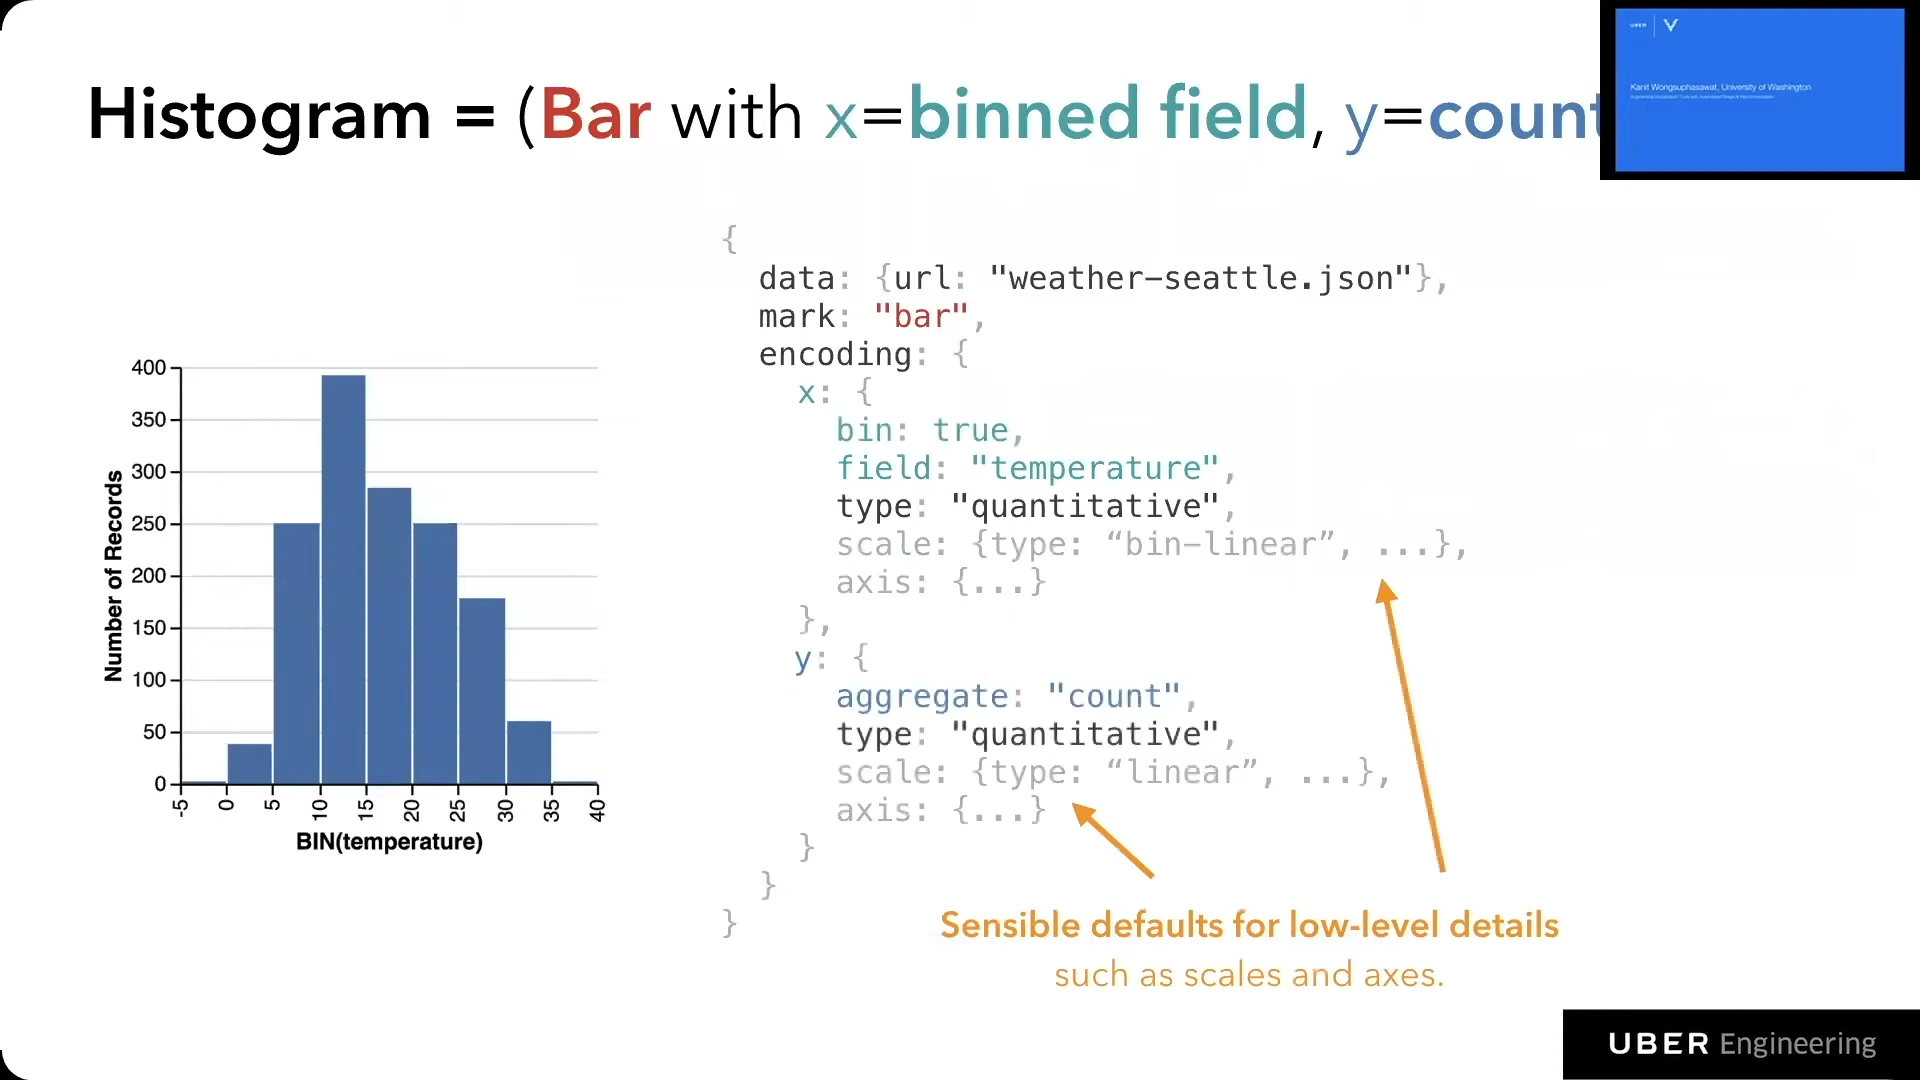 Histogram = (Bar with x=binned field, y=count
UBER
Kanit Wongsuphasawat, University of Washington
{
data: {url: "weather-seattle.json"},
mark: "bar",
encoding: {
x: {
bin: true,
field: "temperature",
type: "quantitative",
scale: {type: “bin-linear”, ...},
axis: {...}
},
y: {
aggregate: "count",
type: "quantitative",
scale: {type: “linear”, ...},
axis: {...}
}
}
}
400
350
300
250
200
150
100
50
0
Number of Records
-5 0 5 10 15 20 25 30 35 40
BIN(temperature)
Sensible defaults for low-level details
such as scales and axes.
UBER Engineering